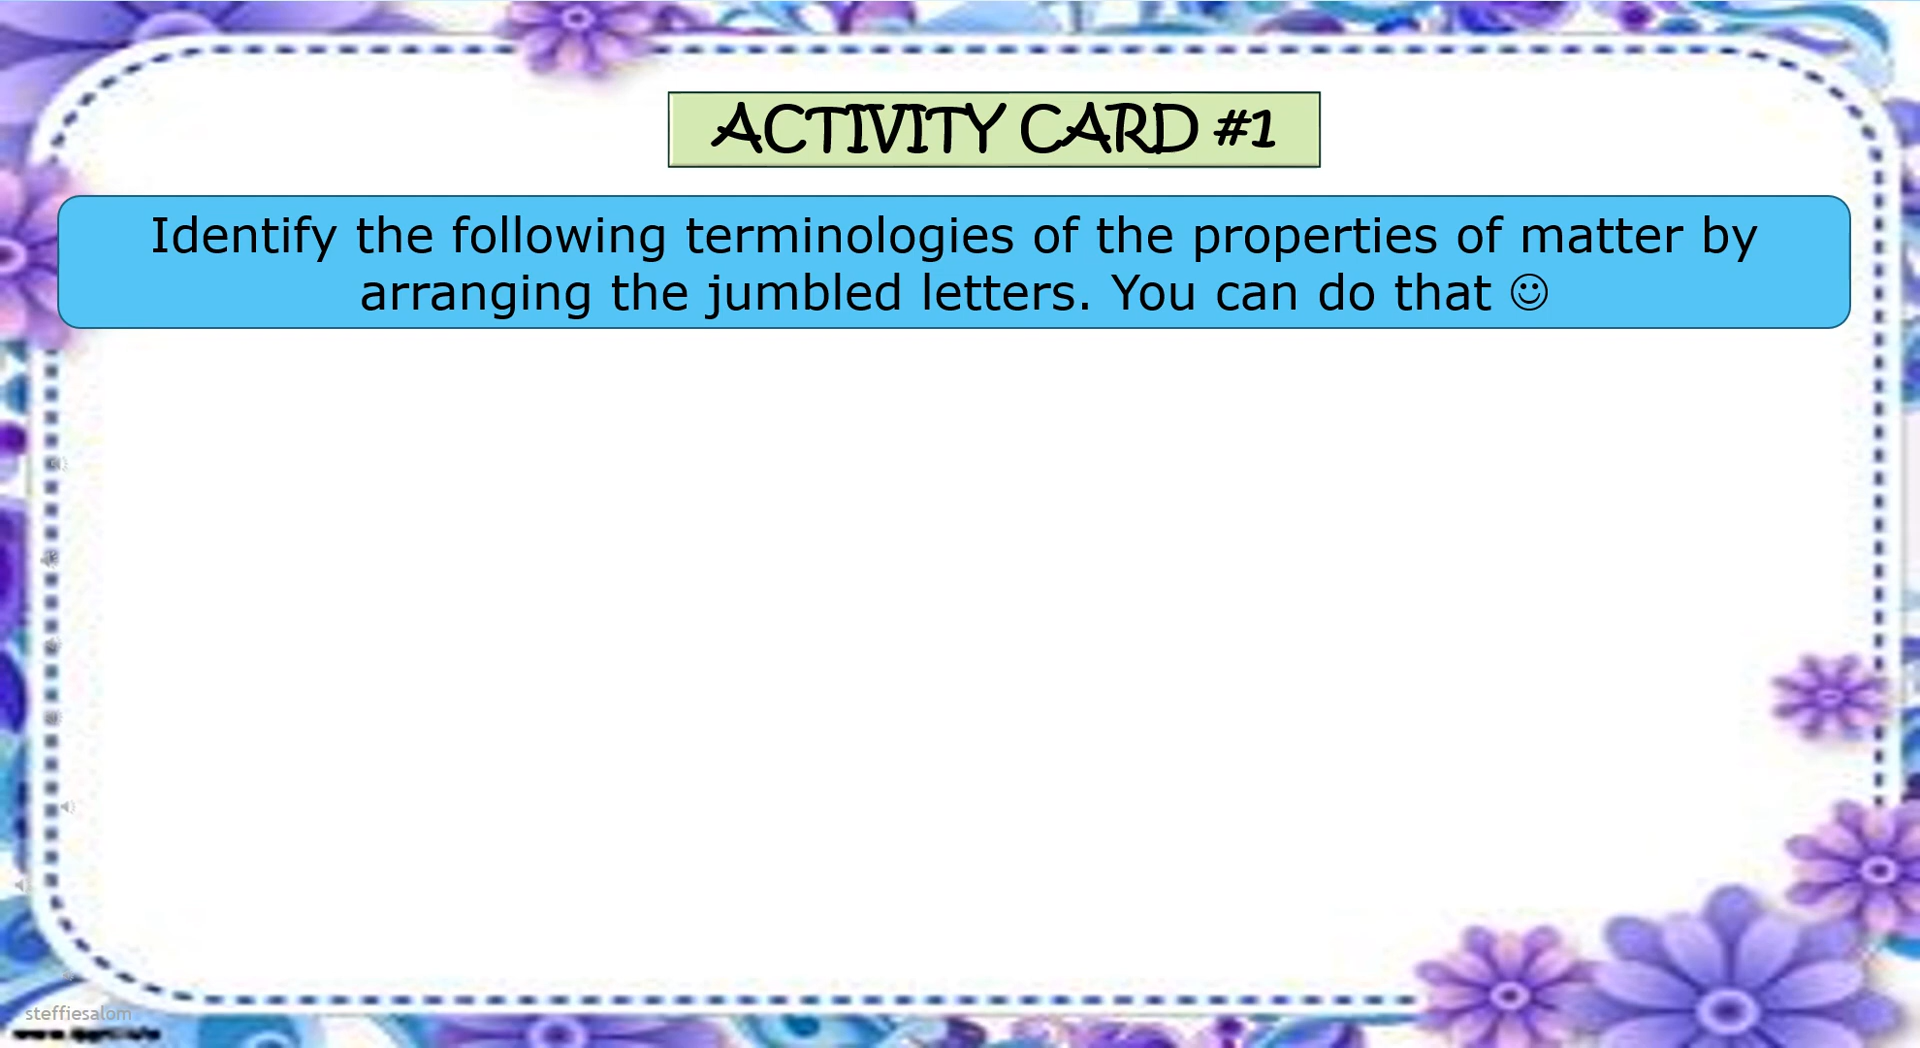 ACTIVITY CARD #1
Identify the following terminologies of the properties of matter by
arranging the jumbled letters. You can do that ☺
steffiesalom